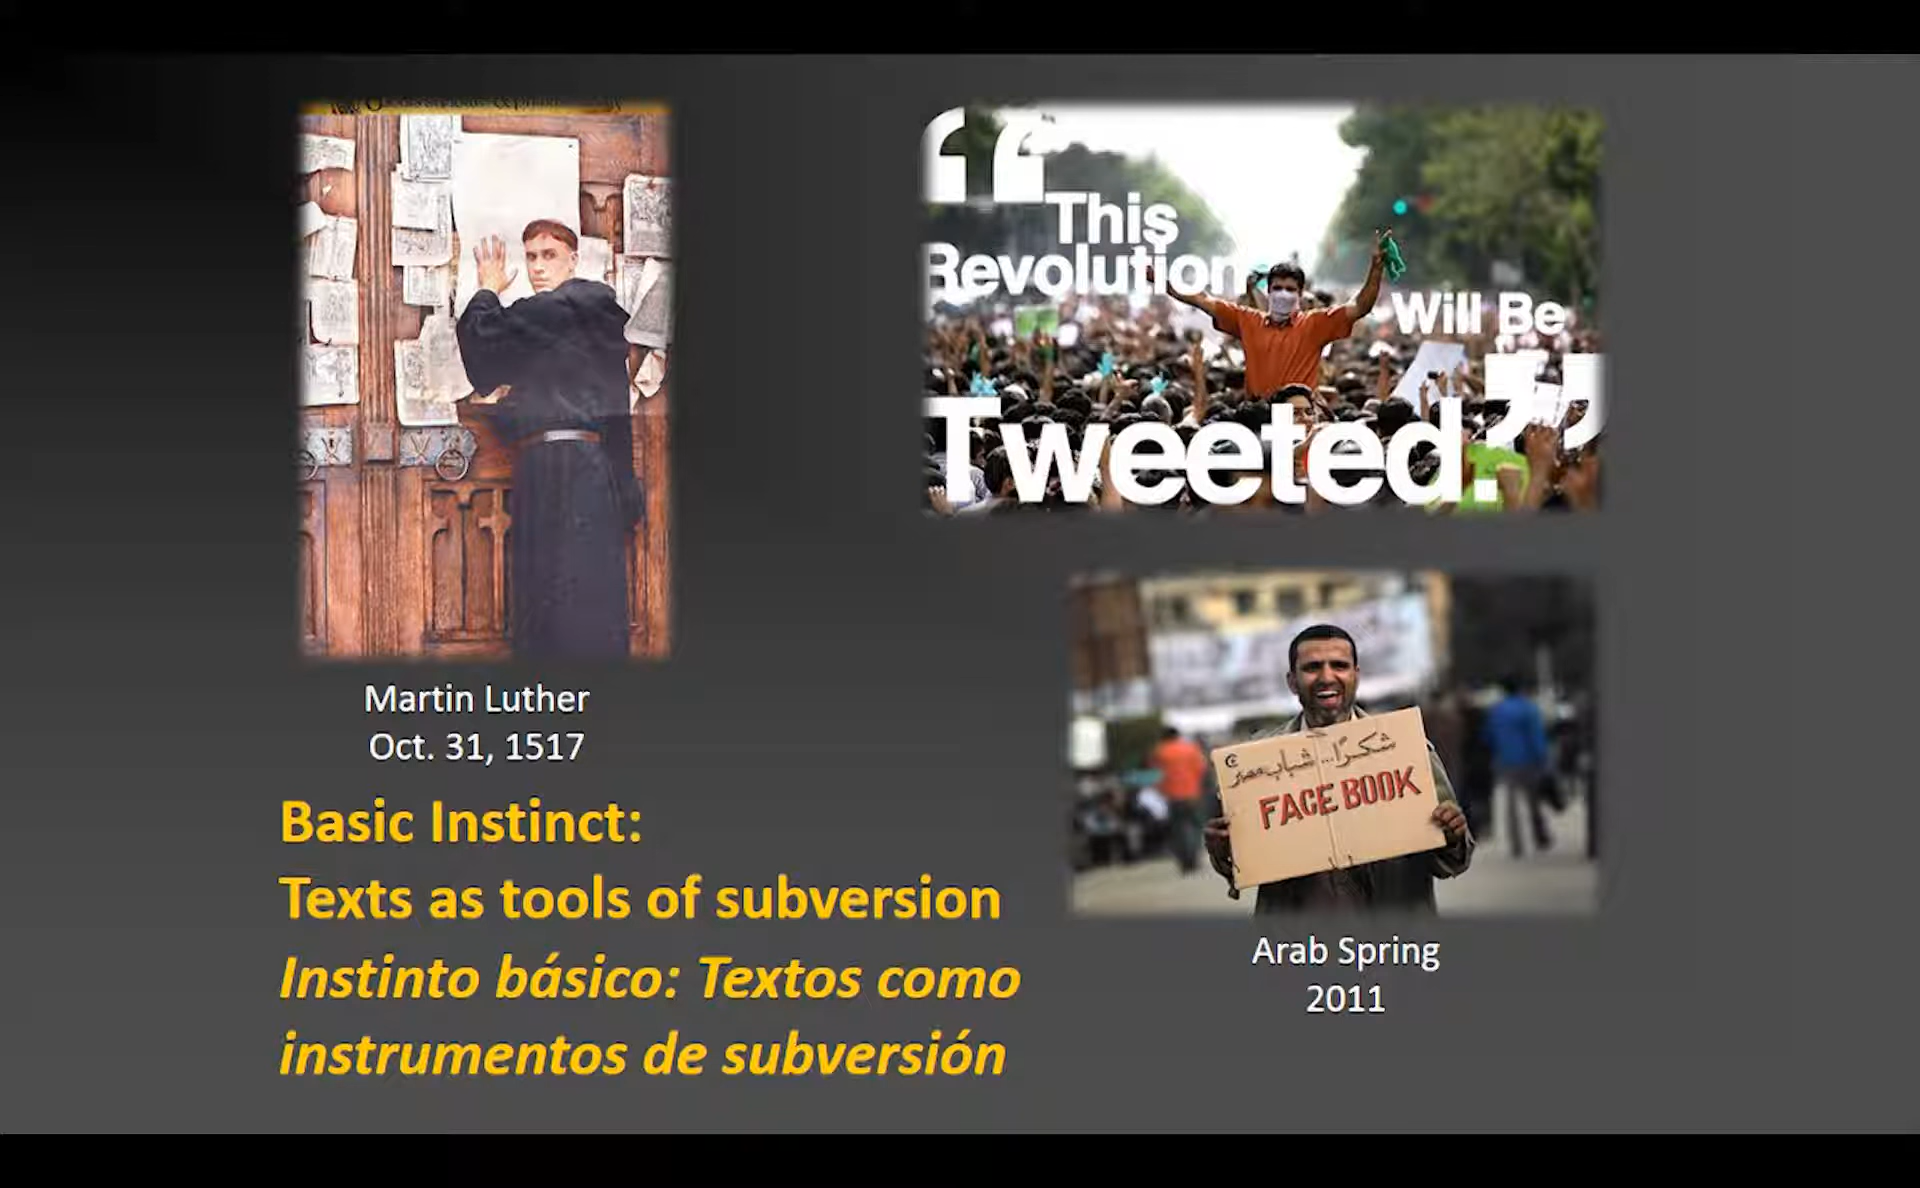 Martin Luther
Oct. 31, 1517
“
This
Revolution
Will Be
Tweeted.”
شكرًا... شباب مصر
FACE BOOK
Arab Spring
2011
Basic Instinct:
Texts as tools of subversion
Instinto básico: Textos como
instrumentos de subversión